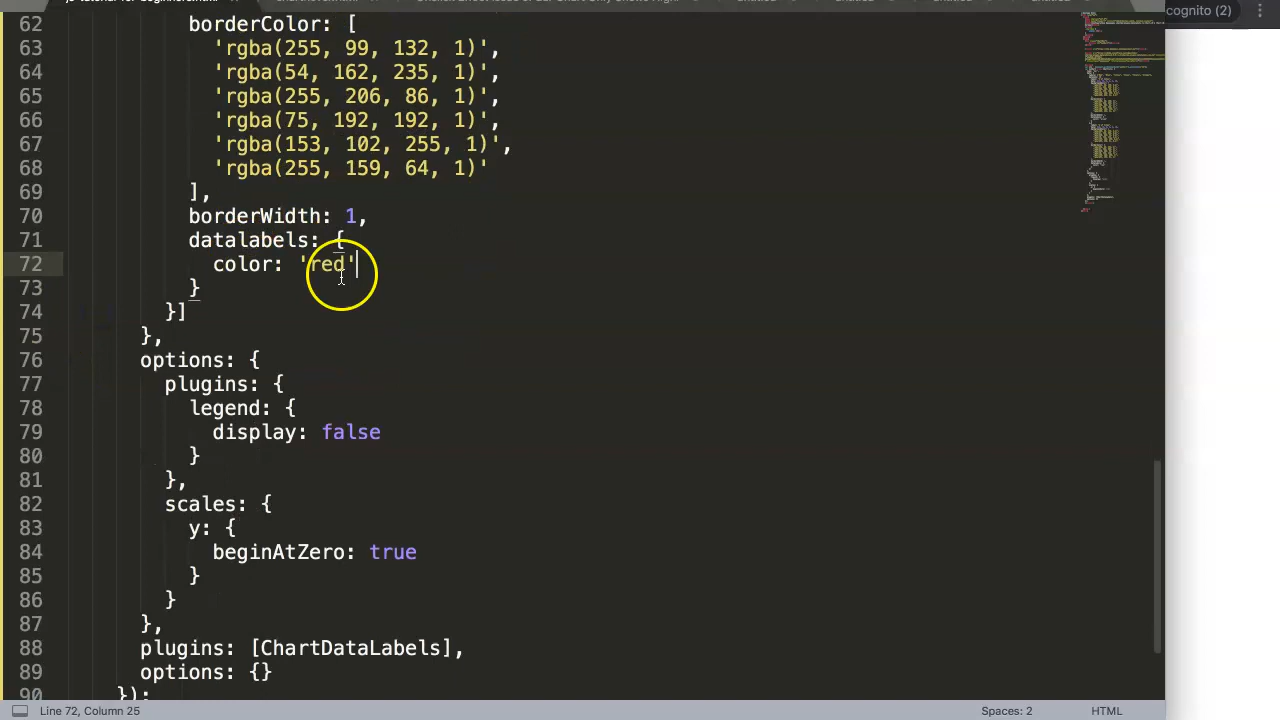 cognito (2)
62 borderColor: [
63 'rgba(255, 99, 132, 1)',
64 'rgba(54, 162, 235, 1)',
65 'rgba(255, 206, 86, 1)',
66 'rgba(75, 192, 192, 1)',
67 'rgba(153, 102, 255, 1)',
68 'rgba(255, 159, 64, 1)'
69 ],
70 borderWidth: 1,
71 datalabels: {
72 color: 'red'
73 }
74 }]
75 },
76 options: {
77 plugins: {
78 legend: {
79 display: false
80 }
81 },
82 scales: {
83 y: {
84 beginAtZero: true
85 }
86 }
87 },
88 plugins: [ChartDataLabels],
89 options: {}
90 });
Line 72, Column 25
Spaces: 2
HTML